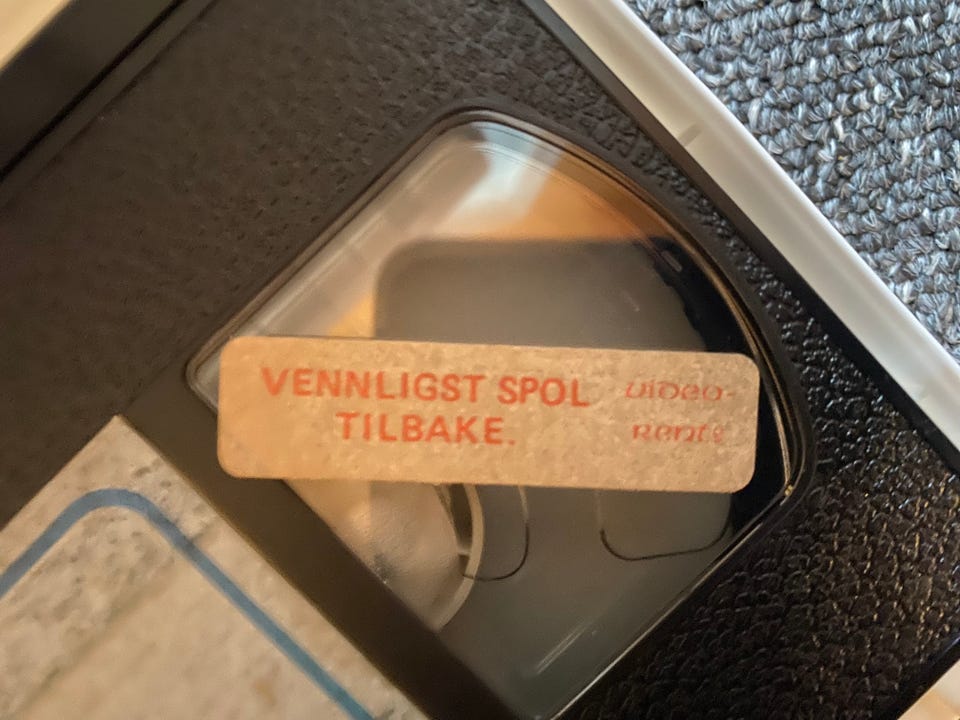 VENNLIGST SPOL
TILBAKE.
video-
Rent